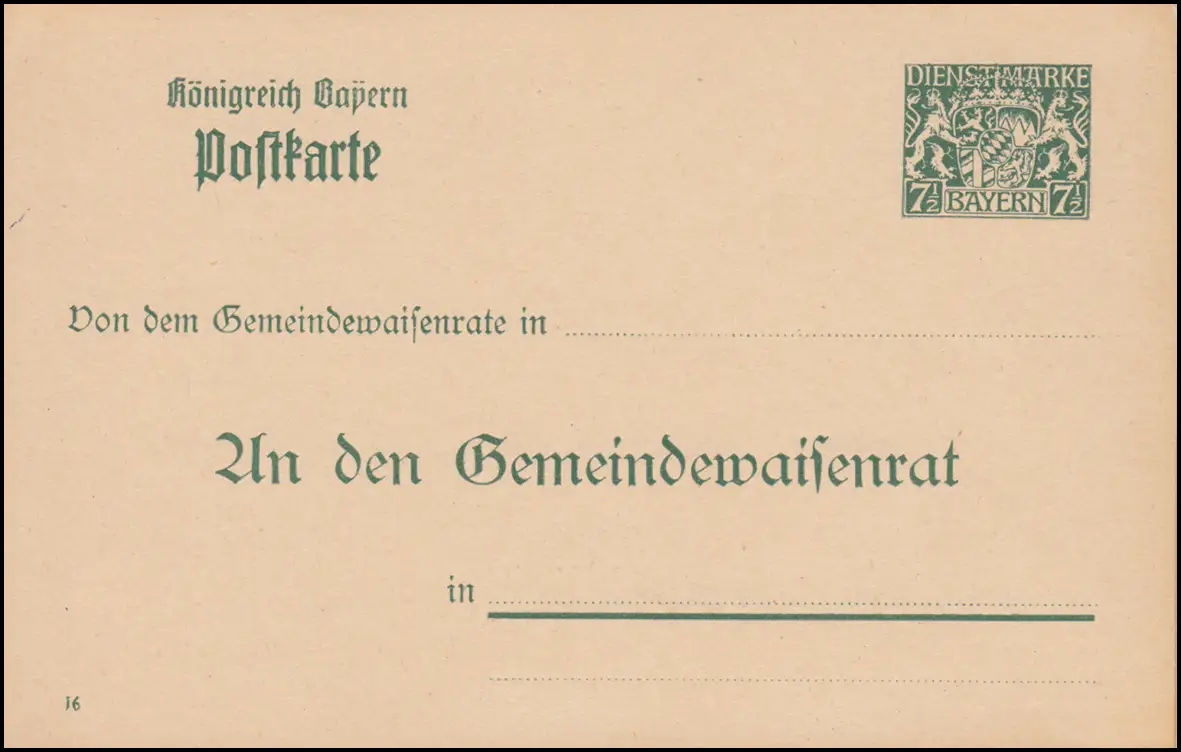 Königreich Bayern
Postkarte
DIENSTMARKE
7½ BAYERN 7½
Von dem Gemeindewaisenrate in
An den Gemeindewaisenrat
in
16